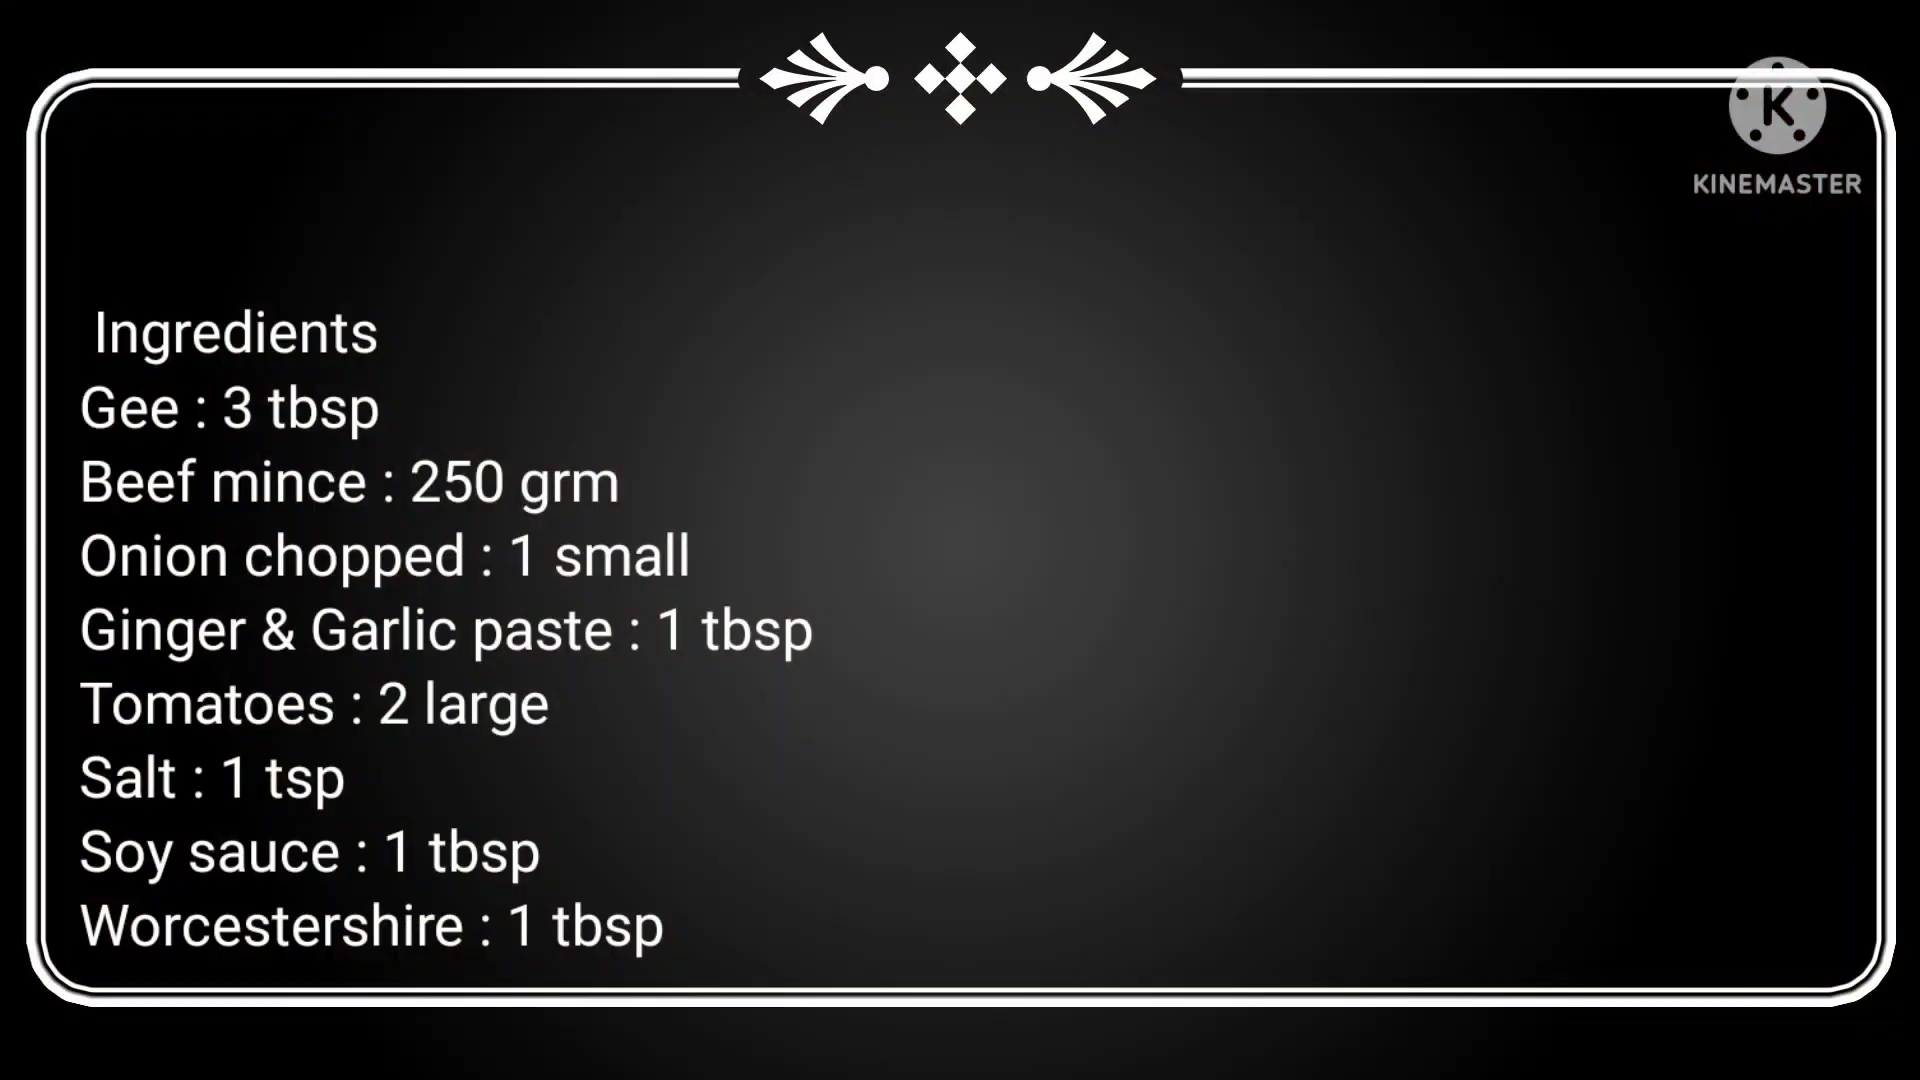 KINEMASTER
Ingredients
Gee : 3 tbsp
Beef mince : 250 grm
Onion chopped : 1 small
Ginger & Garlic paste : 1 tbsp
Tomatoes : 2 large
Salt : 1 tsp
Soy sauce : 1 tbsp
Worcestershire : 1 tbsp